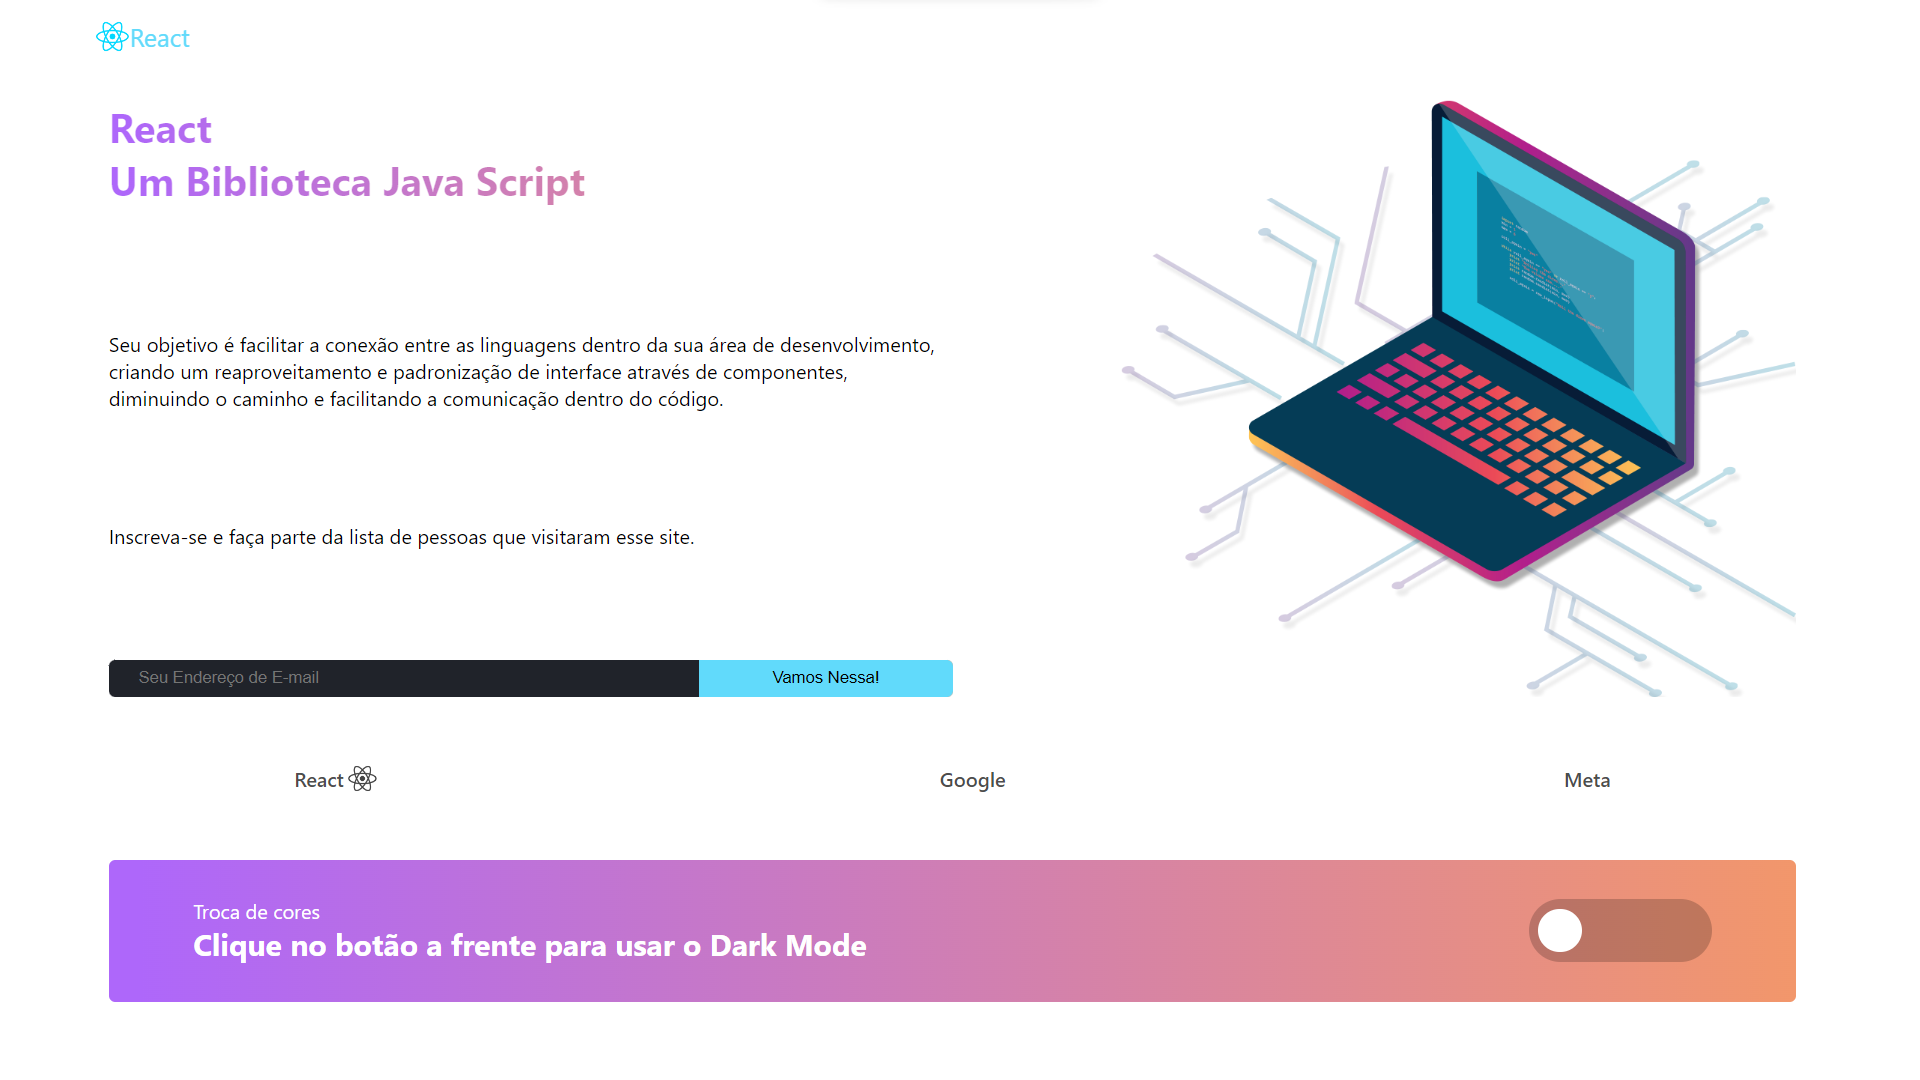 React
React
Um Biblioteca Java Script
Seu objetivo é facilitar a conexão entre as linguagens dentro da sua área de desenvolvimento,
criando um reaproveitamento e padronização de interface através de componentes,
diminuindo o caminho e facilitando a comunicação dentro do código.
Inscreva-se e faça parte da lista de pessoas que visitaram esse site.
Seu Endereço de E-mail
Vamos Nessa!
React
Google
Meta
Troca de cores
Clique no botão a frente para usar o Dark Mode